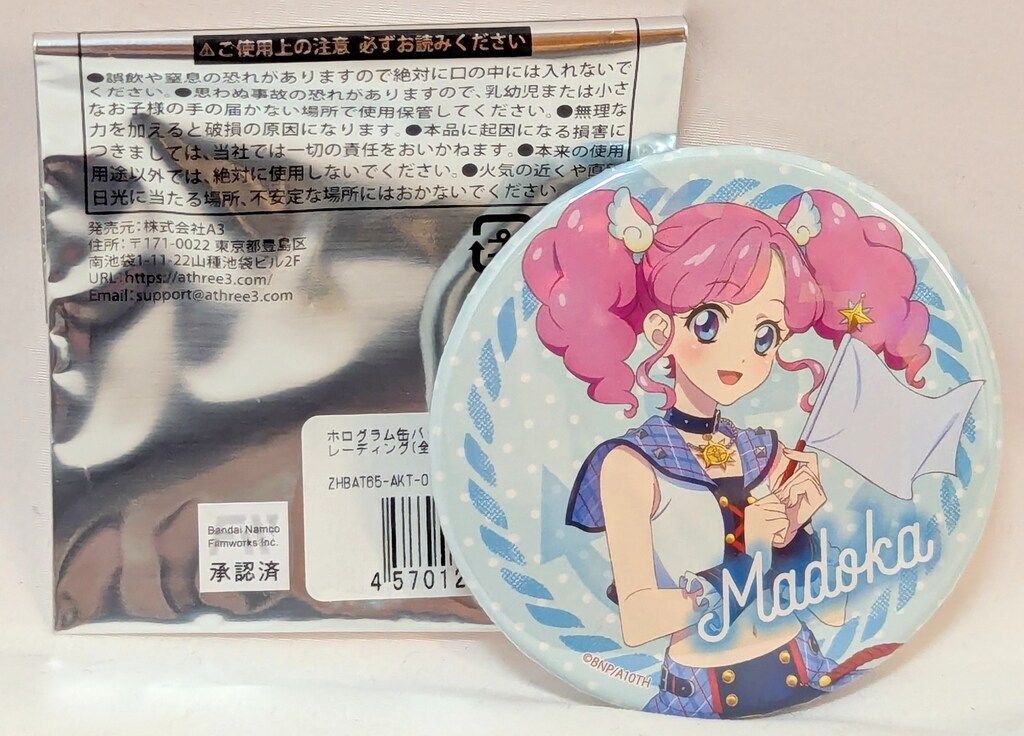 ⚠ご使用上の注意 必ずお読みください
●誤飲や窒息の恐れがありますので絶対に口の中には入れないで
ください。●思わぬ事故の恐れがありますので、乳幼児または小さ
なお子様の手の届かない場所で使用保管してください。●無理な
力を加えると破損の原因になります。●本品に起因になる損害に
つきましては、当社では一切の責任をおいかねます。●本来の使用
用途以外では、絶対に使用しないでください。●火気の近くや直
日光に当たる場所、不安定な場所にはおかないでください
発売元：株式会社A3
住所：〒171-0022 東京都豊島区
南池袋1-11-22山種池袋ビル2F
URL：https://athree3.com/
Email：support@athree3.com
ホログラム缶バ
レーディング(全
ZHBAT65-AKT-0
4 57012
Bandai Namco
Filmworks Inc.
承認済
Madoka
©BNP/A10TH